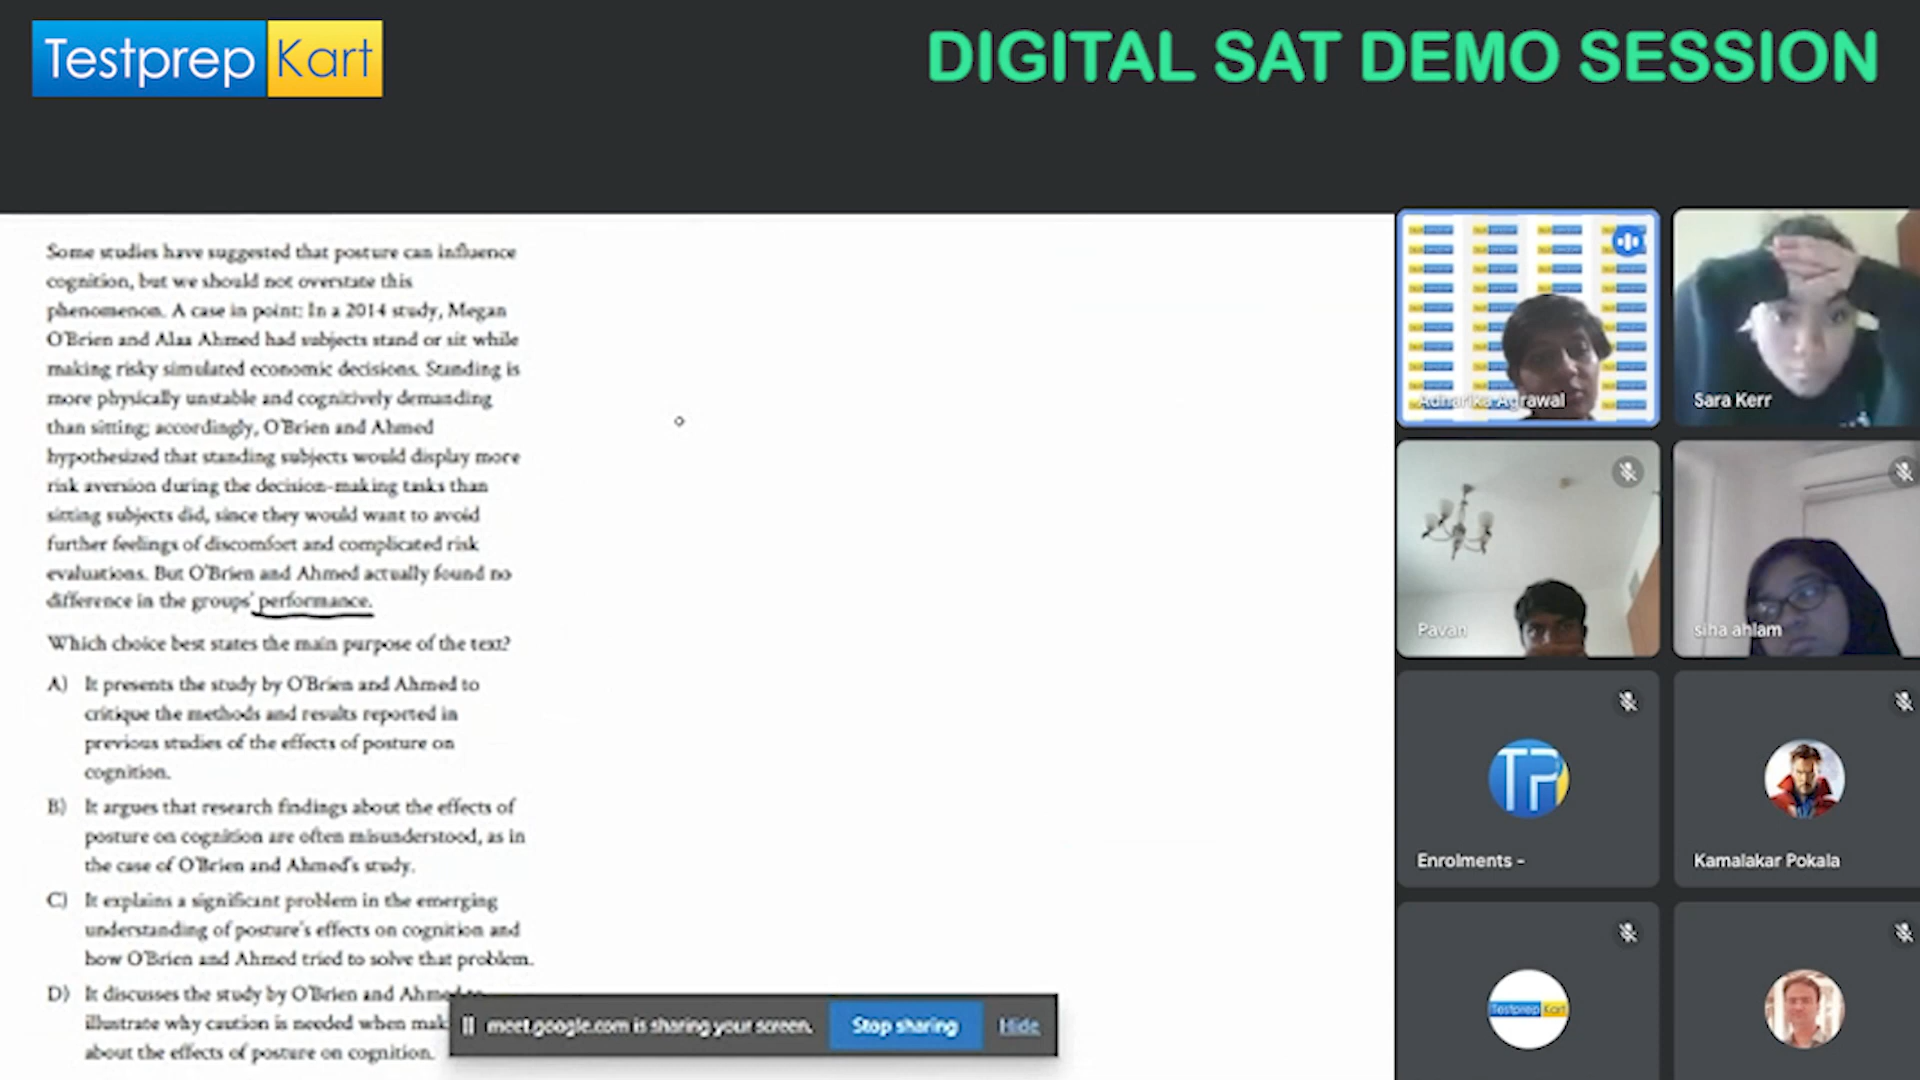 Testprep Kart
DIGITAL SAT DEMO SESSION
Some studies have suggested that posture can influence
cognition, but we should not overstate this
phenomenon. A case in point: In a 2014 study, Megan
O'Brien and Alaa Ahmed had subjects stand or sit while
making risky simulated economic decisions. Standing is
more physically unstable and cognitively demanding
than sitting; accordingly, O'Brien and Ahmed
hypothesized that standing subjects would display more
risk aversion during the decision-making tasks than
sitting subjects did, since they would want to avoid
further feelings of discomfort and complicated risk
evaluations. But O'Brien and Ahmed actually found no
difference in the groups' performance.
Which choice best states the main purpose of the text?
A) It presents the study by O'Brien and Ahmed to
critique the methods and results reported in
previous studies of the effects of posture on
cognition.
B) It argues that research findings about the effects of
posture on cognition are often misunderstood, as in
the case of O'Brien and Ahmed's study.
C) It explains a significant problem in the emerging
understanding of posture's effects on cognition and
how O'Brien and Ahmed tried to solve that problem.
D) It discusses the study by O'Brien and Ahmed
illustrate why caution is needed when mak
about the effects of posture on cognition.
meet.google.com is sharing your screen.
Stop sharing
Hide
Agrawal
Sara Kerr
Pavan
siha ahlam
TP
Enrolments -
Kamalakar Pokala
Testprep Kart